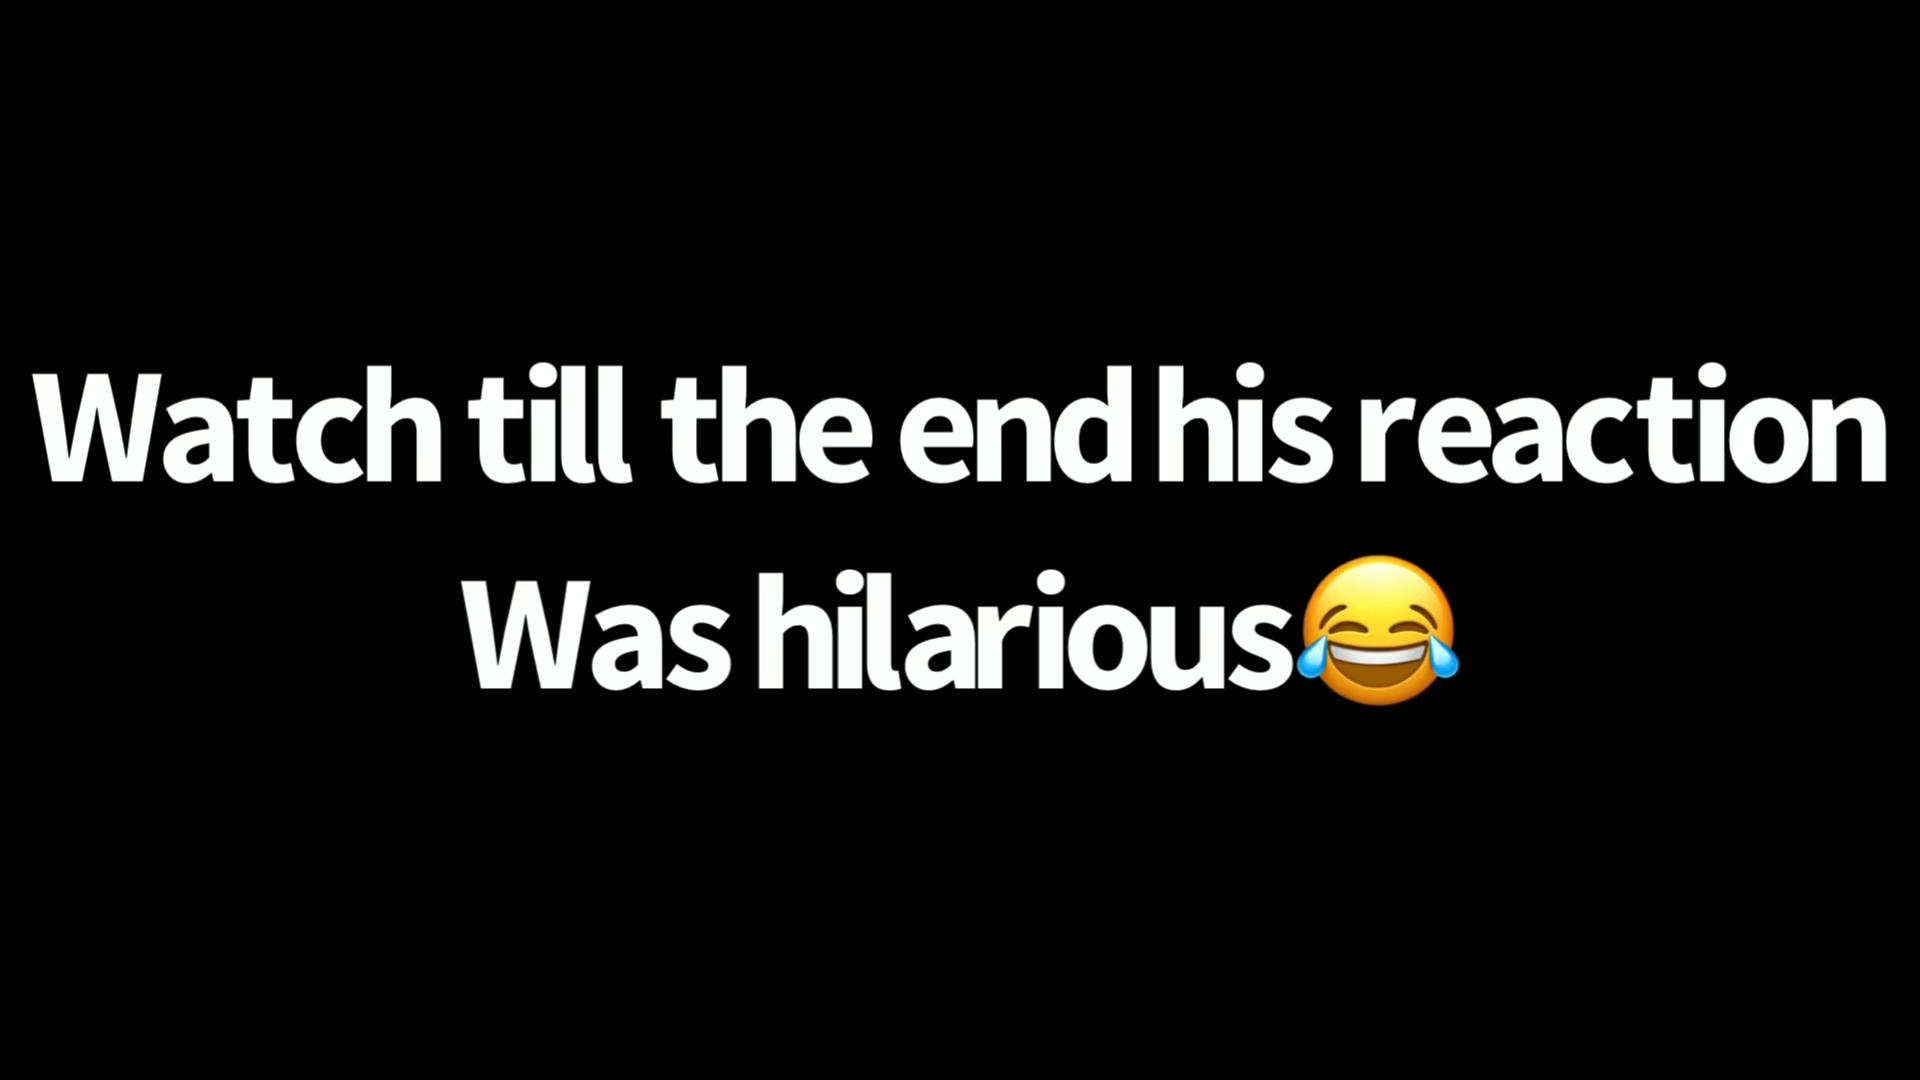 Watch till the end his reaction
Was hilarious😂